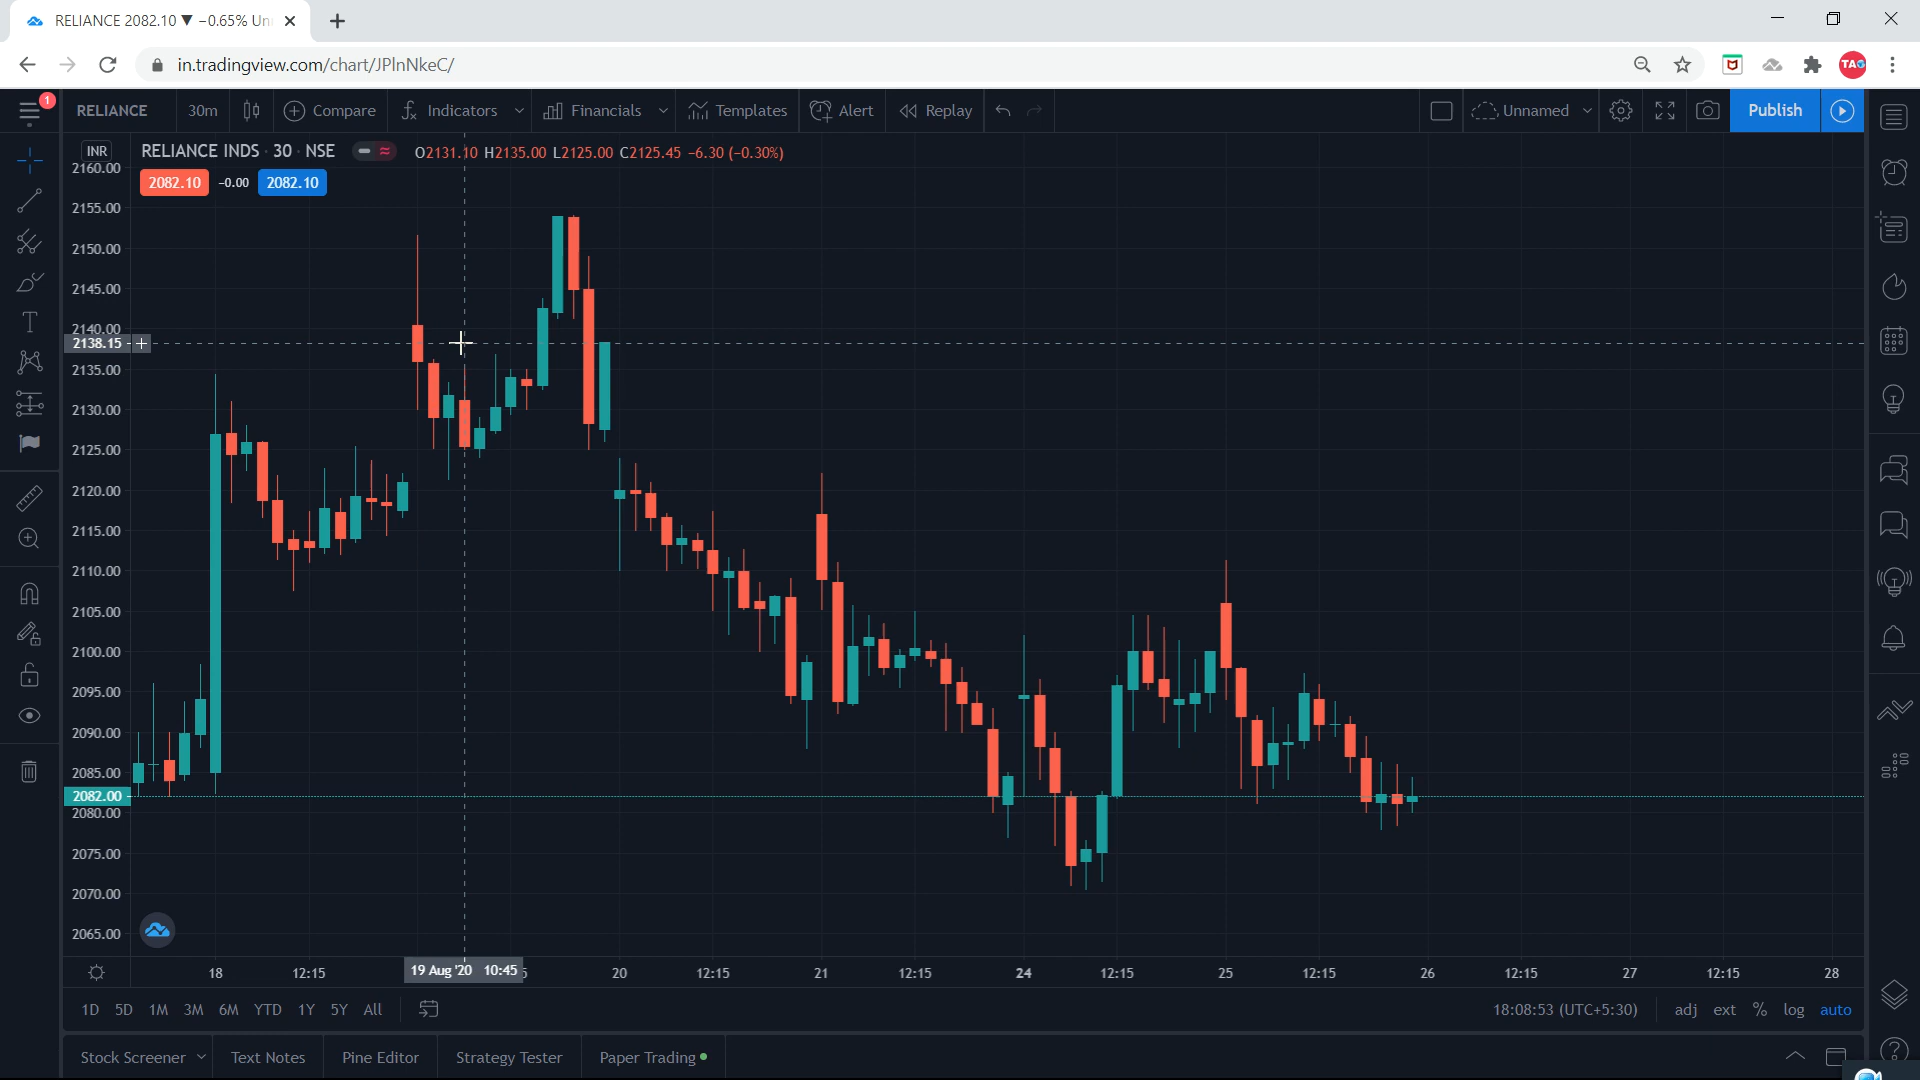 RELIANCE 2082.10 ▼ −0.65% Un
in.tradingview.com/chart/JPlnNkeC/
TAG
1
RELIANCE 30m Compare Indicators Financials Templates Alert Replay Unnamed Publish
INR RELIANCE INDS · 30 · NSE O2131.10 H2135.00 L2125.00 C2125.45 −6.30 (−0.30%)
2082.10 -0.00 2082.10
2160.00
2155.00
2150.00
2145.00
2140.00
2138.15
2135.00
2130.00
2125.00
2120.00
2115.00
2110.00
2105.00
2100.00
2095.00
2090.00
2085.00
2082.00
2080.00
2075.00
2070.00
2065.00
18 12:15 19 Aug '20 10:45 20 12:15 21 12:15 24 12:15 25 12:15 26 12:15 27 12:15 28
1D 5D 1M 3M 6M YTD 1Y 5Y All 18:08:53 (UTC+5:30) adj ext % log auto
Stock Screener Text Notes Pine Editor Strategy Tester Paper Trading